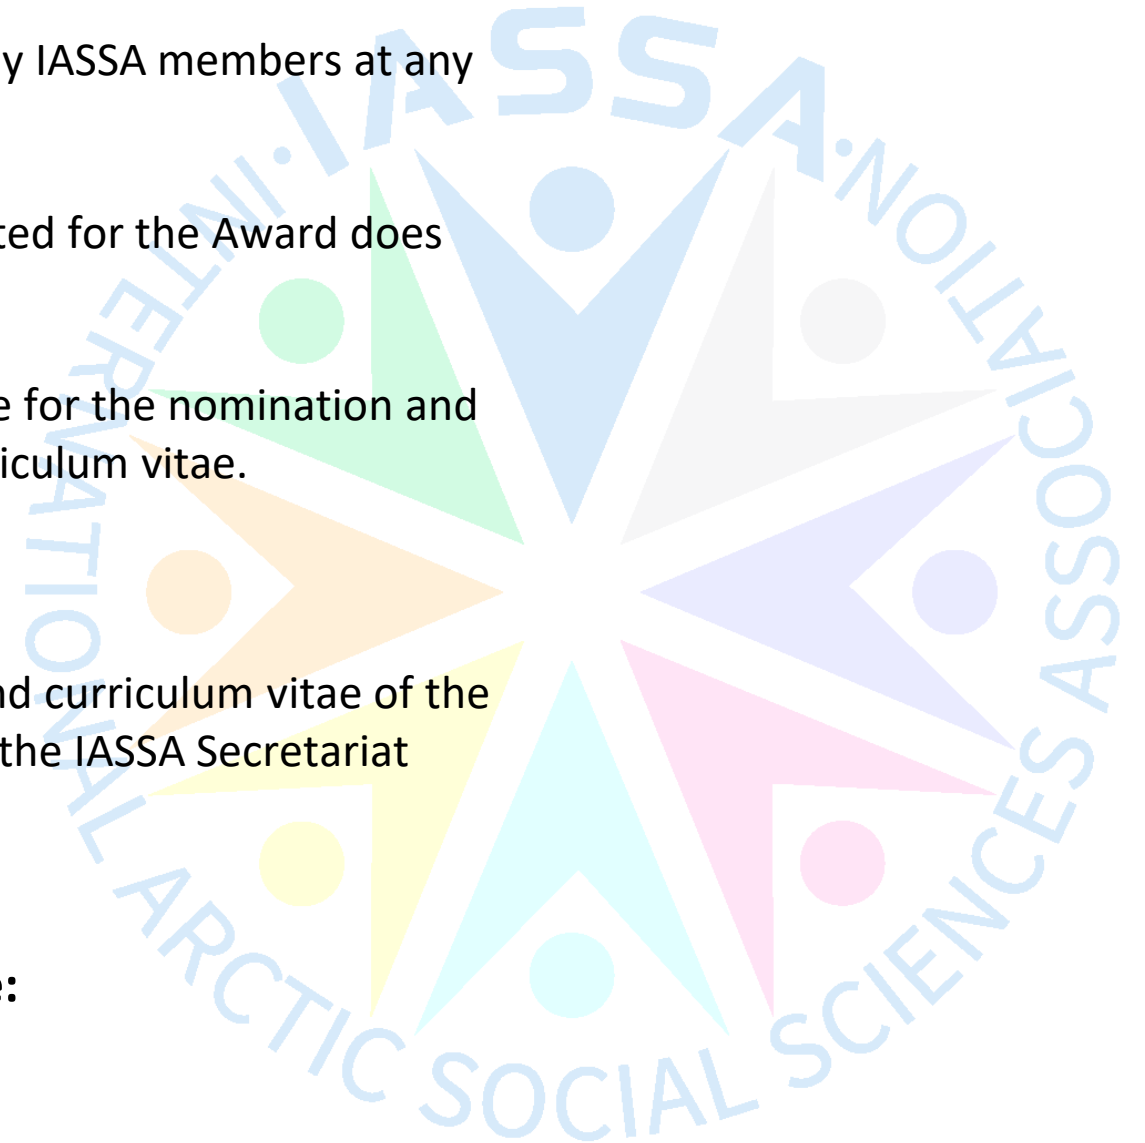 y IASSA members at any
ted for the Award does
e for the nomination and
riculum vitae.
nd curriculum vitae of the
the IASSA Secretariat
e:
·IASSA·
INTERNATIONAL ARCTIC SOCIAL SCIENCES ASSOCIATION